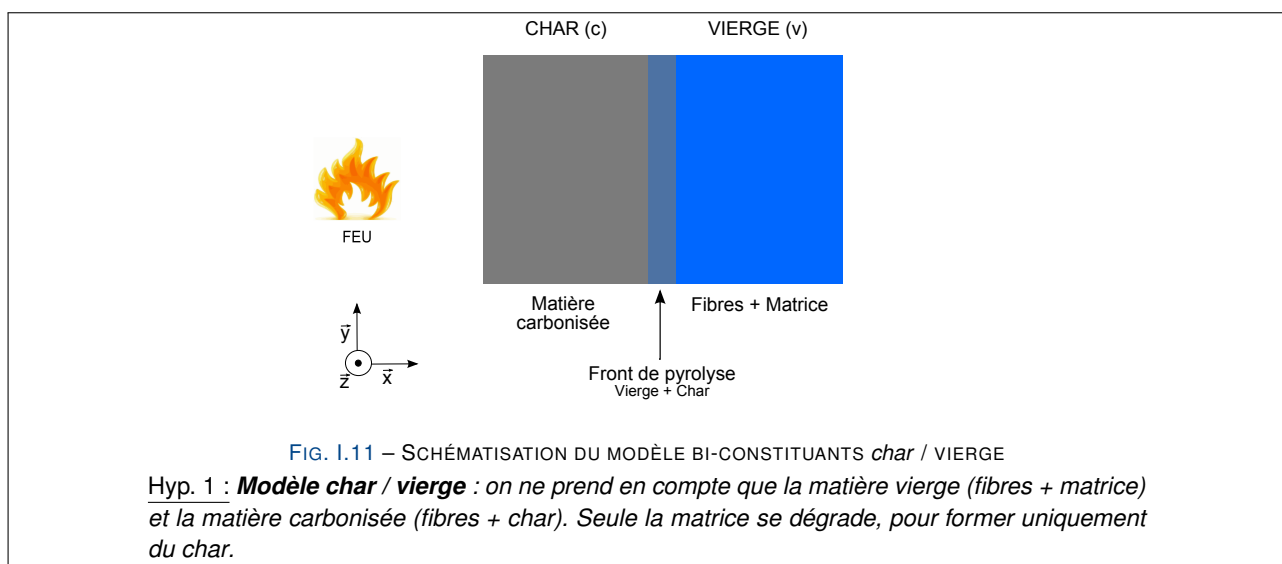 CHAR (c)
VIERGE (v)
FEU
Matière
carbonisée
Fibres + Matrice
Front de pyrolyse
Vierge + Char
y
z
x
FIG. I.11 – SCHÉMATISATION DU MODÈLE BI-CONSTITUANTS char / VIERGE
Hyp. 1 : Modèle char / vierge : on ne prend en compte que la matière vierge (fibres + matrice)
et la matière carbonisée (fibres + char). Seule la matrice se dégrade, pour former uniquement
du char.